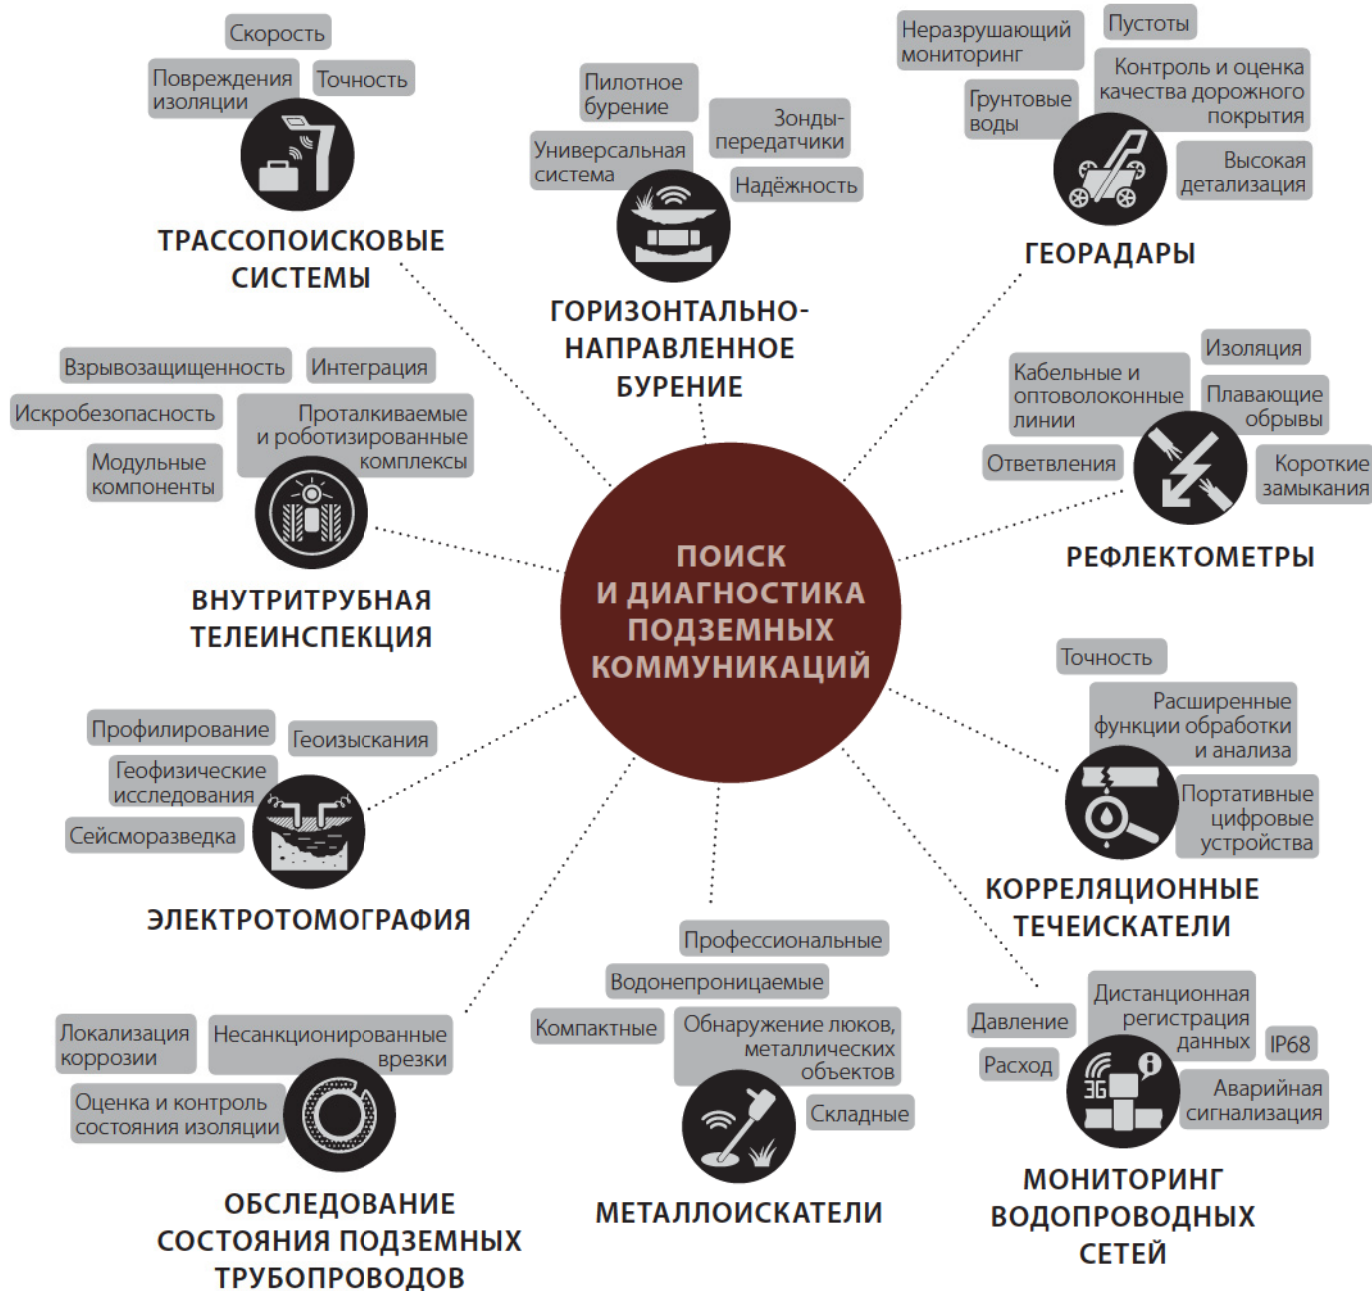 Скорость
Повреждения
изоляции
Точность
ТРАССОПОИСКОВЫЕ
СИСТЕМЫ
Пилотное
бурение
Зонды-
передатчики
Универсальная
система
Надёжность
ГОРИЗОНТАЛЬНО-
НАПРАВЛЕННОЕ
БУРЕНИЕ
Неразрушающий
мониторинг
Пустоты
Контроль и оценка
качества дорожного
покрытия
Грунтовые
воды
Высокая
детализация
ГЕОРАДАРЫ
Взрывозащищенность
Интеграция
Искробезопасность
Проталкиваемые
и роботизированные
комплексы
Модульные
компоненты
ВНУТРИТРУБНАЯ
ТЕЛЕИНСПЕКЦИЯ
Изоляция
Кабельные и
оптоволоконные
линии
Плавающие
обрывы
Ответвления
Короткие
замыкания
РЕФЛЕКТОМЕТРЫ
ПОИСК
И ДИАГНОСТИКА
ПОДЗЕМНЫХ
КОММУНИКАЦИЙ
Профилирование
Геоизыскания
Геофизические
исследования
Сейсморазведка
ЭЛЕКТРОТОМОГРАФИЯ
Точность
Расширенные
функции обработки
и анализа
Портативные
цифровые
устройства
КОРРЕЛЯЦИОННЫЕ
ТЕЧЕИСКАТЕЛИ
Локализация
коррозии
Несанкционированные
врезки
Оценка и контроль
состояния изоляции
ОБСЛЕДОВАНИЕ
СОСТОЯНИЯ ПОДЗЕМНЫХ
ТРУБОПРОВОДОВ
Профессиональные
Водонепроницаемые
Компактные
Обнаружение люков,
металлических
объектов
Складные
МЕТАЛЛОИСКАТЕЛИ
Давление
Дистанционная
регистрация
данных
IP68
Расход
3G
Аварийная
сигнализация
МОНИТОРИНГ
ВОДОПРОВОДНЫХ
СЕТЕЙ